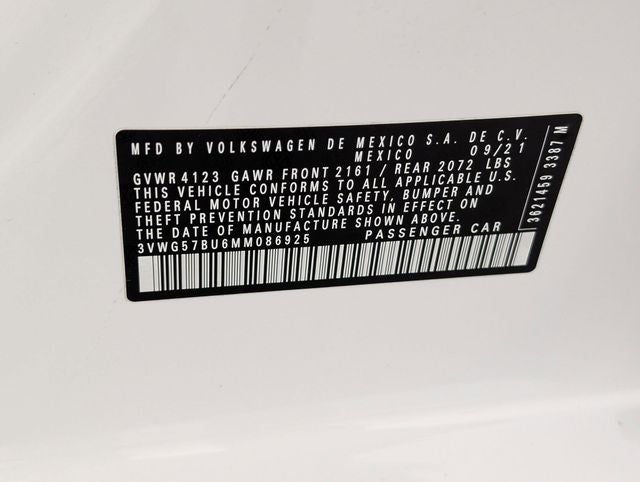 MFD BY VOLKSWAGEN DE MEXICO S.A. DE C.V.
MEXICO 09/21
GVWR 4123 GAWR FRONT 2161 / REAR 2072 LBS
THIS VEHICLE CONFORMS TO ALL APPLICABLE U.S.
FEDERAL MOTOR VEHICLE SAFETY, BUMPER AND
THEFT PREVENTION STANDARDS IN EFFECT ON
THE DATE OF MANUFACTURE SHOWN ABOVE.
3VWG57BU6MM086925 PASSENGER CAR
3621459 3387 M